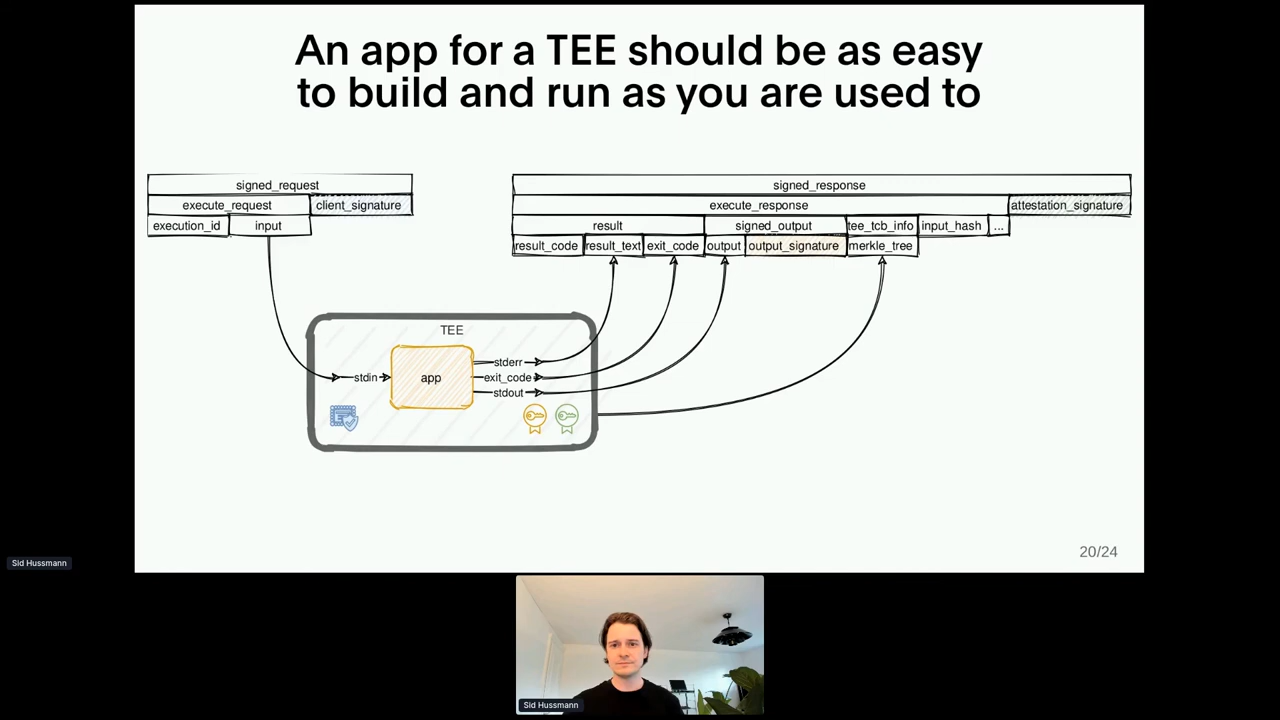 An app for a TEE should be as easy
to build and run as you are used to
signed_request
execute_request client_signature
execution_id input
signed_response
execute_response attestation_signature
result signed_output tee_tcb_info input_hash ...
result_code result_text exit_code output output_signature merkle_tree
TEE
stderr
stdin app exit_code
stdout
20/24
Sid Hussmann
Sid Hussmann